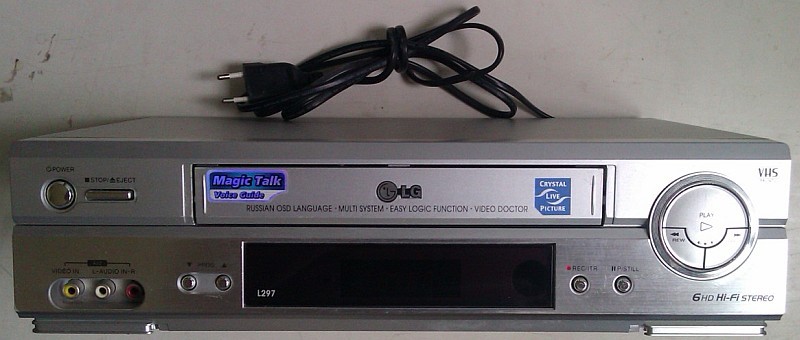 POWER
■ STOP/▲ EJECT
Magic Talk
Voice Guide
LG
RUSSIAN OSD LANGUAGE · MULTI SYSTEM · EASY LOGIC FUNCTION · VIDEO DOCTOR
CRYSTAL
LIVE
PICTURE
VHS
PLAY
REW
VIDEO IN L-AUDIO IN-R
L297
REC/ITR
P/STILL
6HD Hi-Fi STEREO